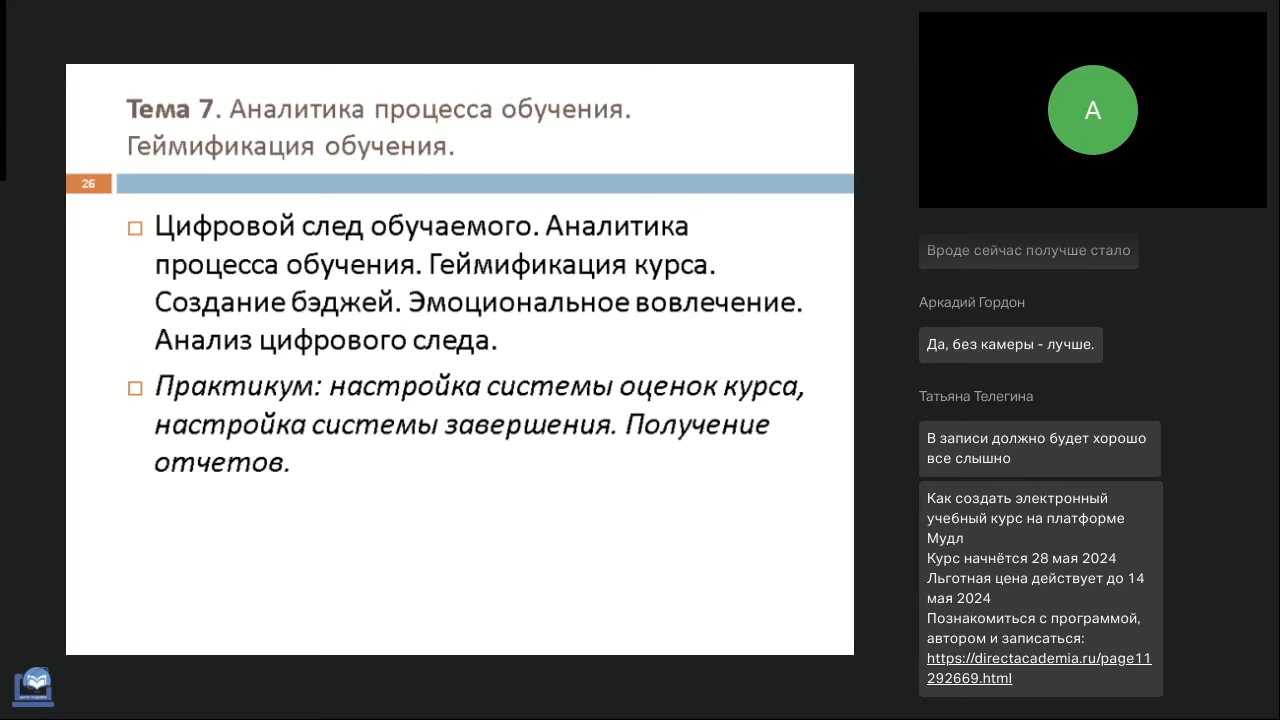 Тема 7. Аналитика процесса обучения.
Геймификация обучения.
26
Цифровой след обучаемого. Аналитика
процесса обучения. Геймификация курса.
Создание бэджей. Эмоциональное вовлечение.
Анализ цифрового следа.
Практикум: настройка системы оценок курса,
настройка системы завершения. Получение
отчетов.
А
Вроде сейчас получше стало
Аркадий Гордон
Да, без камеры - лучше.
Татьяна Телегина
В записи должно будет хорошо
все слышно
Как создать электронный
учебный курс на платформе
Мудл
Курс начнётся 28 мая 2024
Льготная цена действует до 14
мая 2024
Познакомиться с программой,
автором и записаться:
https://directacademia.ru/page11
292669.html